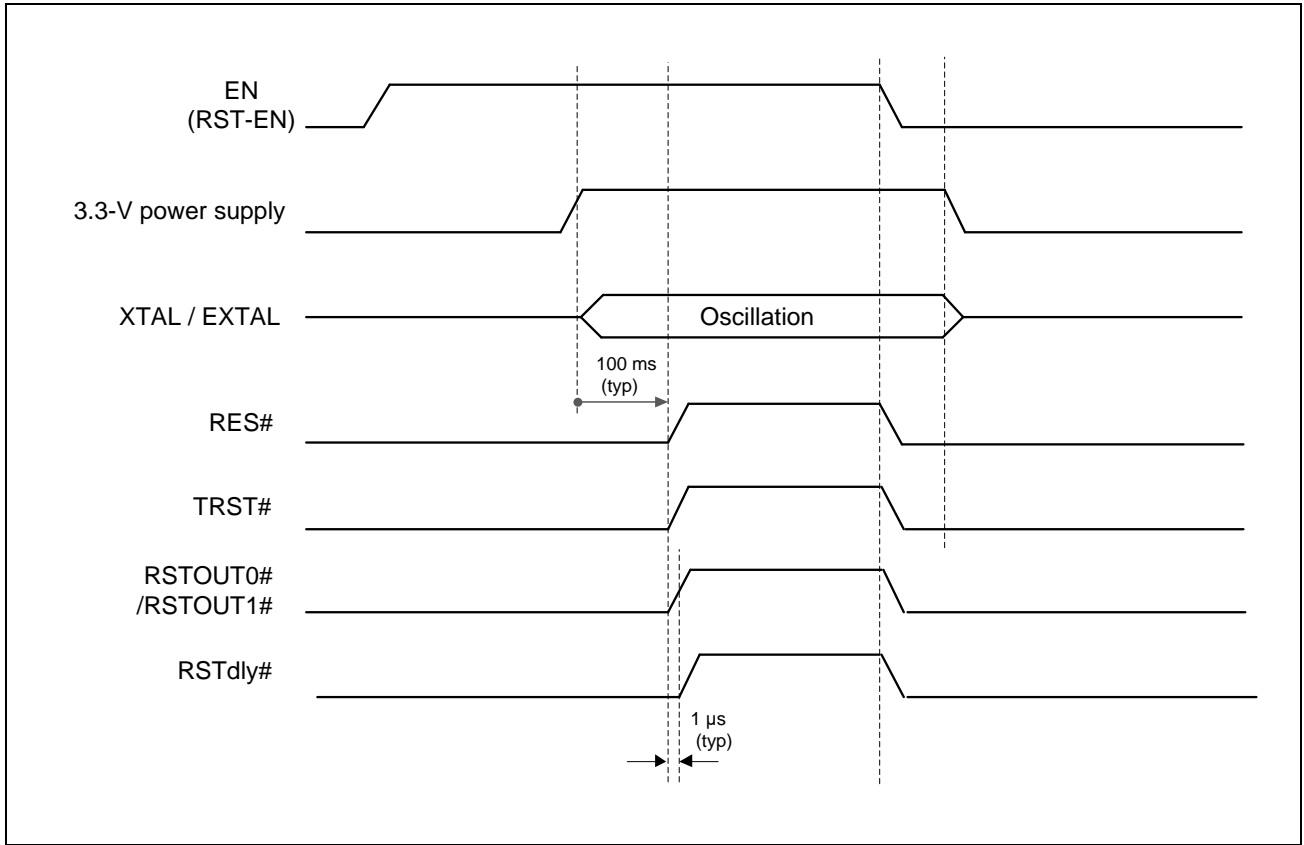 EN
(RST-EN)
3.3-V power supply
XTAL / EXTAL
Oscillation
100 ms
(typ)
RES#
TRST#
RSTOUT0#
/RSTOUT1#
RSTdly#
1 µs
(typ)